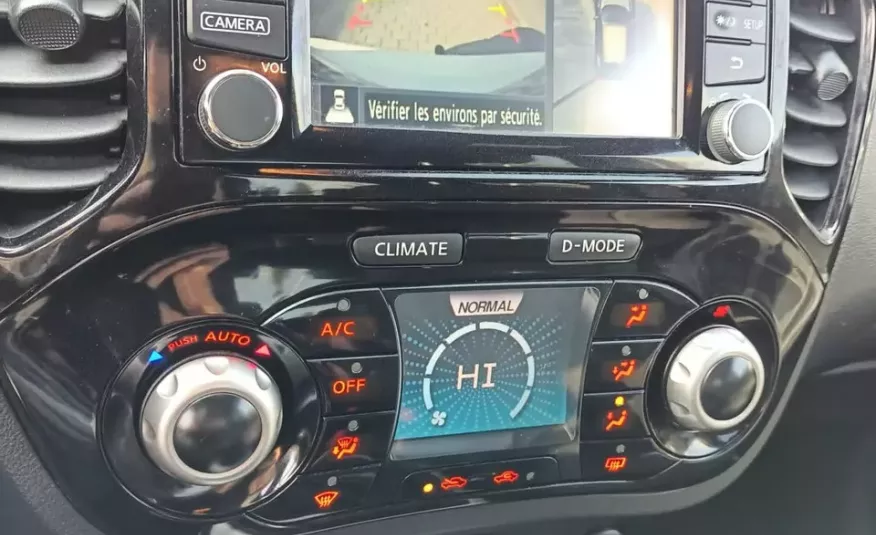 CAMERA
VOL
SETUP
Vérifier les environs par sécurité.
CLIMATE
D-MODE
NORMAL
A/C
PUSH AUTO
OFF
HI